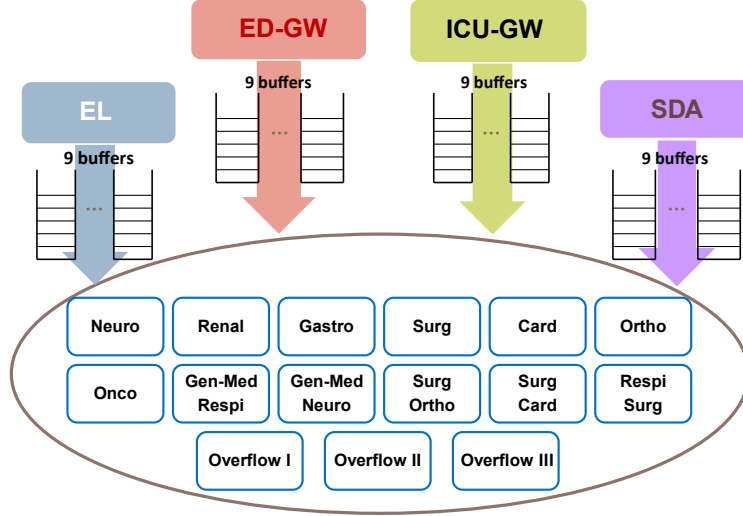 ED-GW
ICU-GW
EL
SDA
9 buffers
9 buffers
9 buffers
9 buffers
...
...
...
...
Neuro
Renal
Gastro
Surg
Card
Ortho
Onco
Gen-Med
Respi
Gen-Med
Neuro
Surg
Ortho
Surg
Card
Respi
Surg
Overflow I
Overflow II
Overflow III